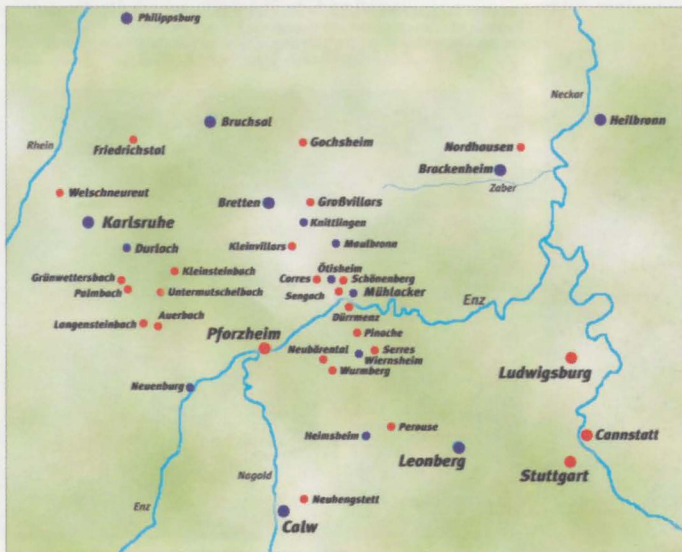 Philippsburg
Neckar
Bruchsal
Heilbronn
Rhein
Friedrichstal
Gochsheim
Nordhausen
Brackenheim
Zaber
Welschneureut
Bretten
Großvillars
Karlsruhe
Knittlingen
Durlach
Kleinvillars
Maulbronn
Kleinsteinbach
Ötisheim
Grünwettersbach
Corres
Schönenberg
Palmbach
Untermutschelbach
Sengach
Mühlacker
Enz
Auerbach
Dürrmenz
Langensteinbach
Pforzheim
Pinache
Neubärental
Serres
Wiernsheim
Wurmberg
Ludwigsburg
Neuenburg
Perouse
Heimsheim
Cannstatt
Leonberg
Stuttgart
Nagold
Neuhengstett
Enz
Calw